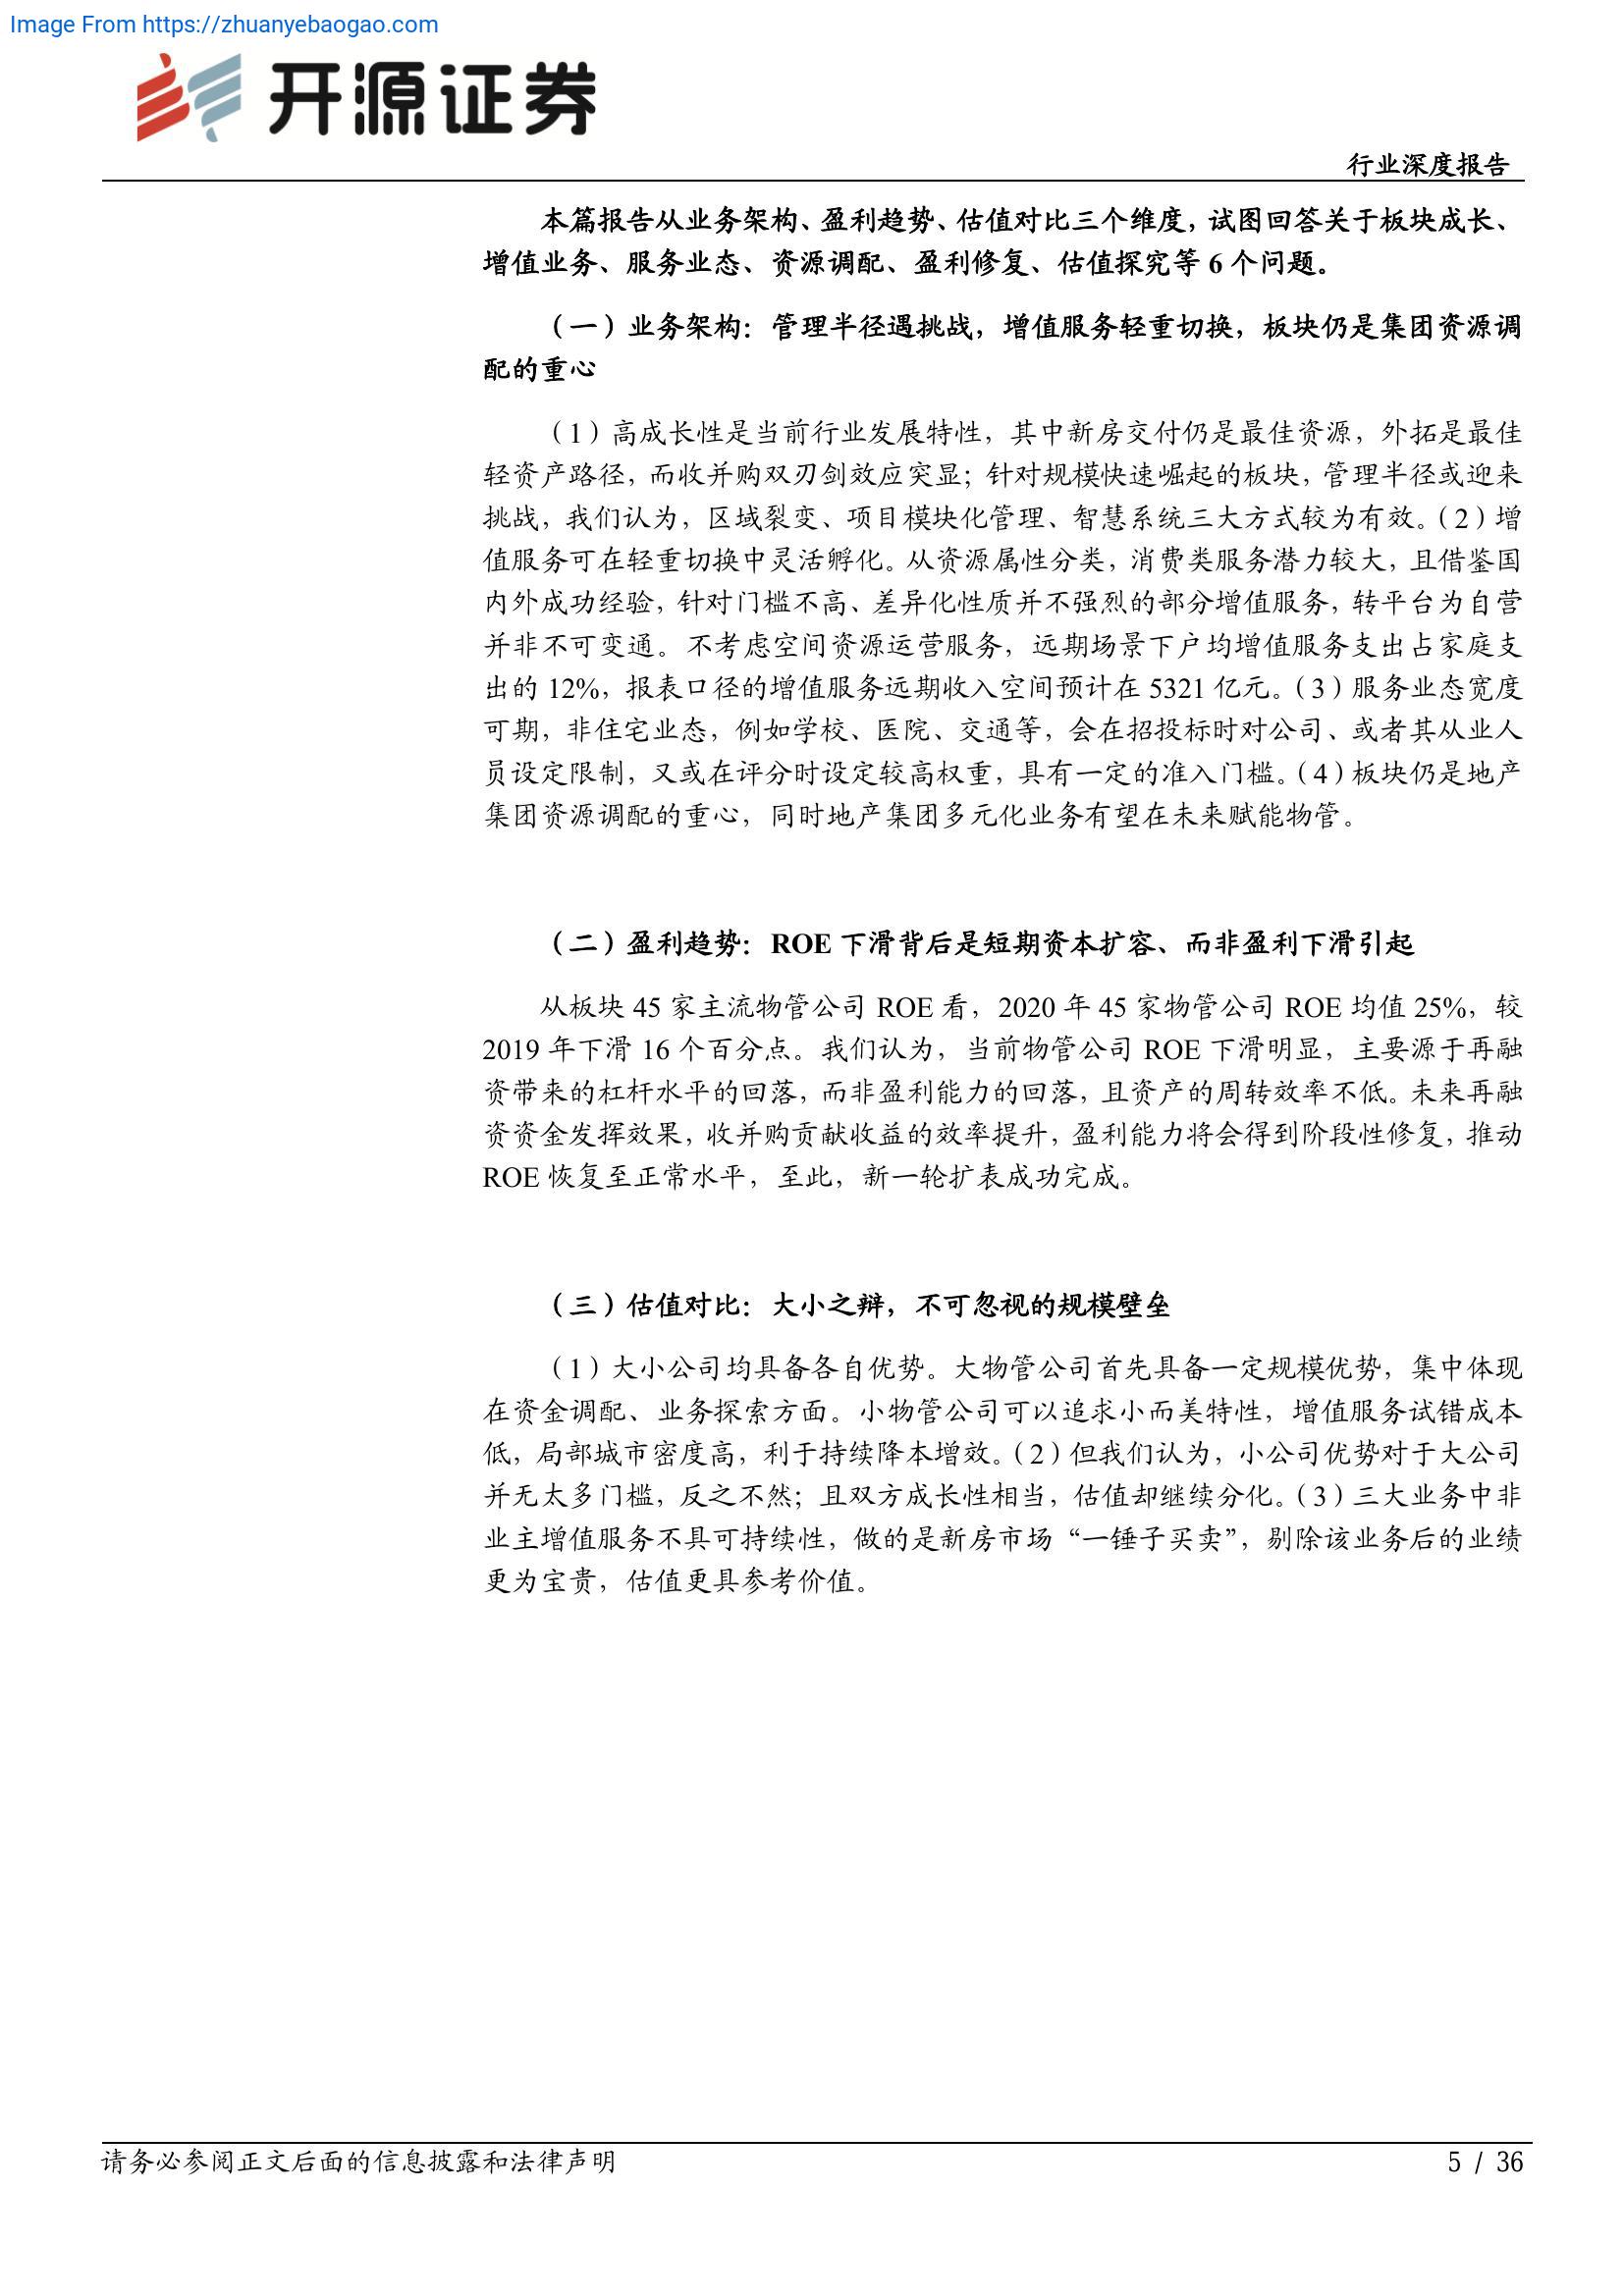 Image From https://zhuanyebaogao.com
开源证券
行业深度报告
本篇报告从业务架构、盈利趋势、估值对比三个维度，试图回答关于板块成长、
增值业务、服务业态、资源调配、盈利修复、估值探究等 6 个问题。
（一）业务架构：管理半径遇挑战，增值服务轻重切换，板块仍是集团资源调
配的重心
（1）高成长性是当前行业发展特性，其中新房交付仍是最佳资源，外拓是最佳
轻资产路径，而收并购双刃剑效应突显；针对规模快速崛起的板块，管理半径或迎来
挑战，我们认为，区域裂变、项目模块化管理、智慧系统三大方式较为有效。（2）增
值服务可在轻重切换中灵活孵化。从资源属性分类，消费类服务潜力较大，且借鉴国
内外成功经验，针对门槛不高、差异化性质并不强烈的部分增值服务，转平台为自营
并非不可变通。不考虑空间资源运营服务，远期场景下户均增值服务支出占家庭支
出的 12%，报表口径的增值服务远期收入空间预计在 5321 亿元。（3）服务业态宽度
可期，非住宅业态，例如学校、医院、交通等，会在招投标时对公司、或者其从业人
员设定限制，又或在评分时设定较高权重，具有一定的准入门槛。（4）板块仍是地产
集团资源调配的重心，同时地产集团多元化业务有望在未来赋能物管。
（二）盈利趋势：ROE 下滑背后是短期资本扩容、而非盈利下滑引起
从板块 45 家主流物管公司 ROE 看，2020 年 45 家物管公司 ROE 均值 25%，较
2019 年下滑 16 个百分点。我们认为，当前物管公司 ROE 下滑明显，主要源于再融
资带来的杠杆水平的回落，而非盈利能力的回落，且资产的周转效率不低。未来再融
资资金发挥效果，收并购贡献收益的效率提升，盈利能力将会得到阶段性修复，推动
ROE 恢复至正常水平，至此，新一轮扩表成功完成。
（三）估值对比：大小之辩，不可忽视的规模壁垒
（1）大小公司均具备各自优势。大物管公司首先具备一定规模优势，集中体现
在资金调配、业务探索方面。小物管公司可以追求小而美特性，增值服务试错成本
低，局部城市密度高，利于持续降本增效。（2）但我们认为，小公司优势对于大公司
并无太多门槛，反之不然；且双方成长性相当，估值却继续分化。（3）三大业务中非
业主增值服务不具可持续性，做的是新房市场“一锤子买卖”，剔除该业务后的业绩
更为宝贵，估值更具参考价值。
请务必参阅正文后面的信息披露和法律声明
5 / 36